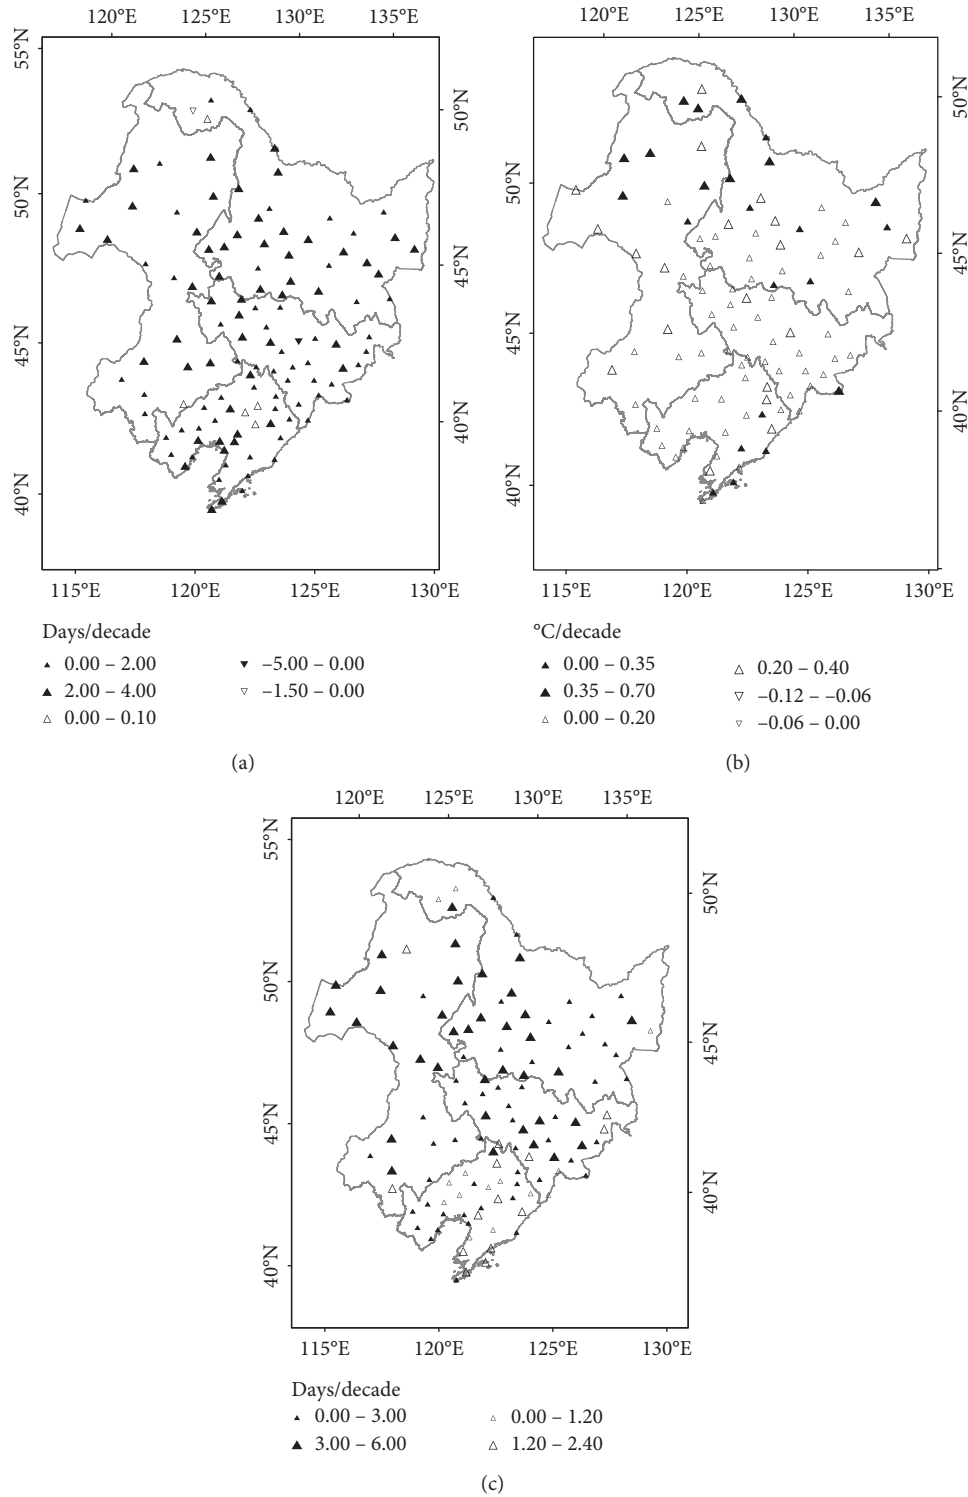 120°E 125°E 130°E 135°E
55°N
50°N
45°N
40°N
50°N
45°N
40°N
115°E 120°E 125°E 130°E
Days/decade
0.00 – 2.00
2.00 – 4.00
0.00 – 0.10
–5.00 – 0.00
–1.50 – 0.00
(a)
120°E 125°E 130°E 135°E
50°N
45°N
40°N
50°N
45°N
40°N
115°E 120°E 125°E 130°E
°C/decade
0.00 – 0.35
0.35 – 0.70
0.00 – 0.20
0.20 – 0.40
–0.12 – –0.06
–0.06 – 0.00
(b)
120°E 125°E 130°E 135°E
55°N
50°N
45°N
40°N
50°N
45°N
40°N
115°E 120°E 125°E 130°E
Days/decade
0.00 – 3.00
3.00 – 6.00
0.00 – 1.20
1.20 – 2.40
(c)